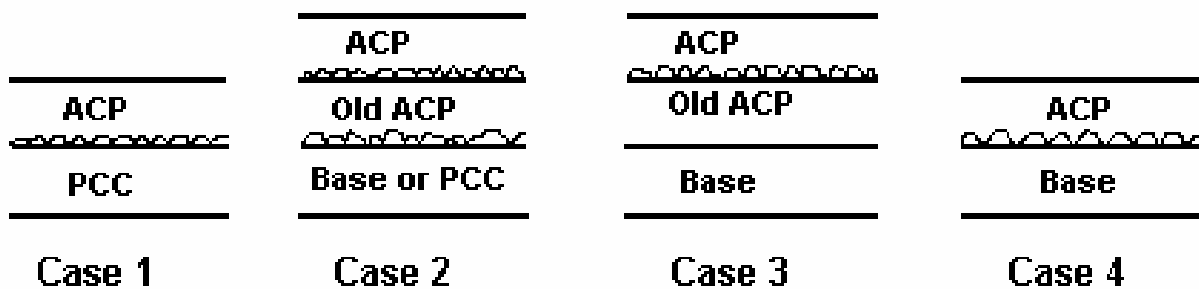 ACP
PCC
Case 1
ACP
Old ACP
Base or PCC
Case 2
ACP
Old ACP
Base
Case 3
ACP
Base
Case 4